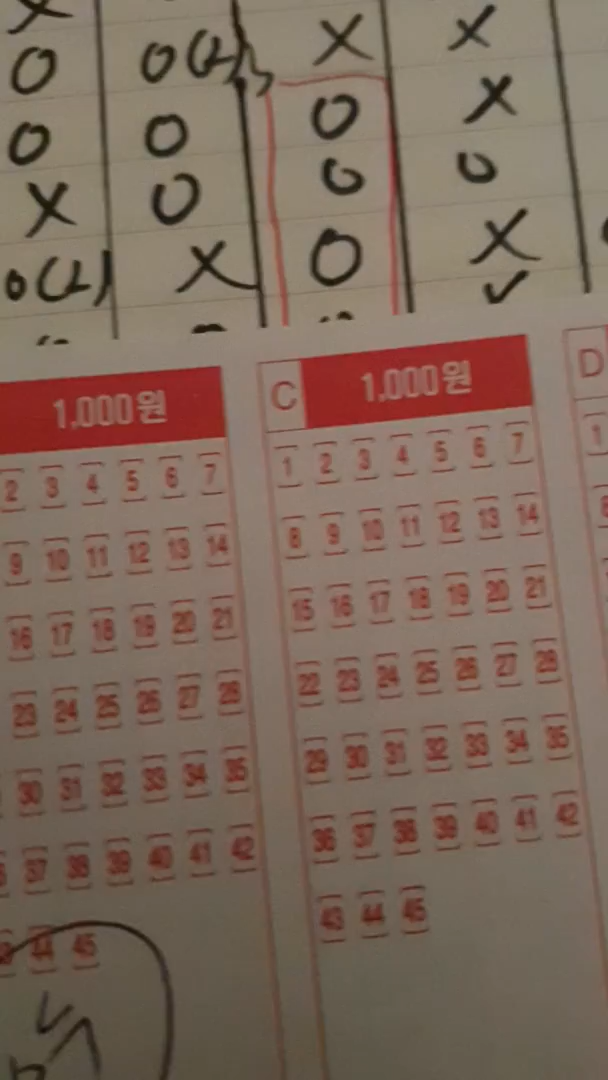 X
O O(2) X X
O O O X
X O O O
O(2) X O X
1,000원 C 1,000원 D
2 3 4 5 6 7 1 2 3 4 5 6 7 1
9 10 11 12 13 14 8 9 10 11 12 13 14 8
16 17 18 19 20 21 15 16 17 18 19 20 21
23 24 25 26 27 28 22 23 24 25 26 27 28
30 31 32 33 34 35 29 30 31 32 33 34 35
37 38 39 40 41 42 36 37 38 39 40 41 42
44 45 43 44 45